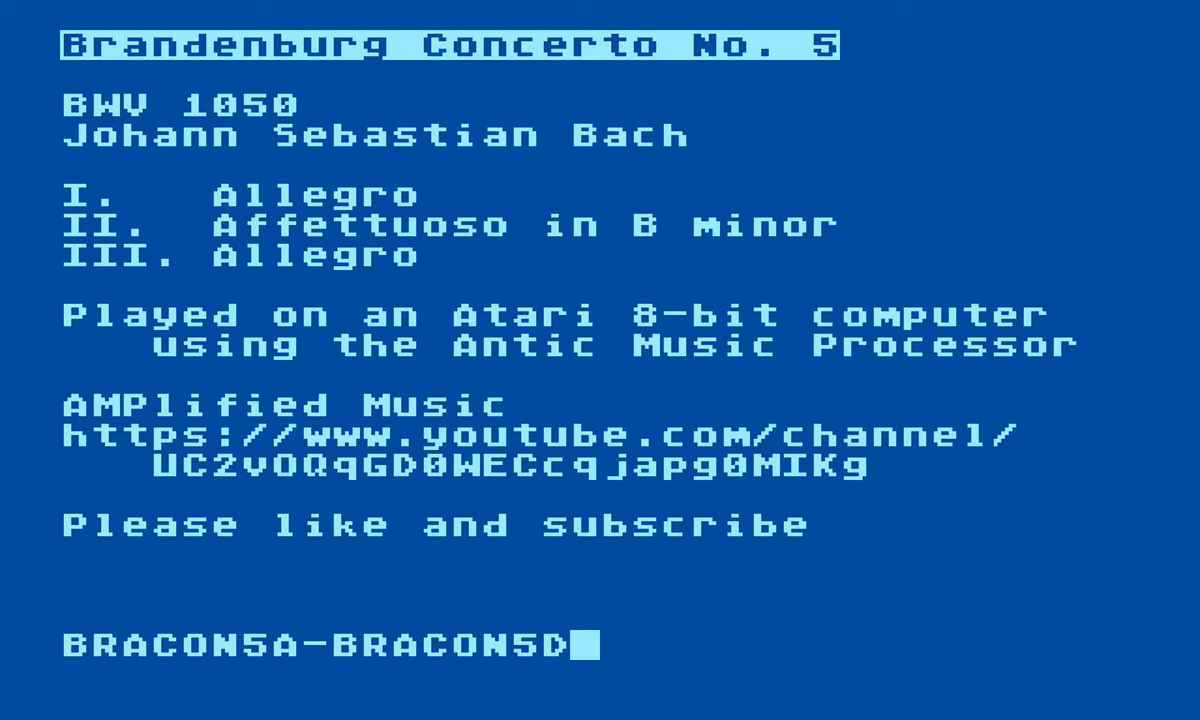 Brandenburg Concerto No. 5
BWV 1050
Johann Sebastian Bach
I. Allegro
II. Affettuoso in B minor
III. Allegro
Played on an Atari 8-bit computer
using the Antic Music Processor
AMPlified Music
https://www.youtube.com/channel/
UC2vOQqGD0WECcqjapg0MIKg
Please like and subscribe
BRACON5A-BRACON5D